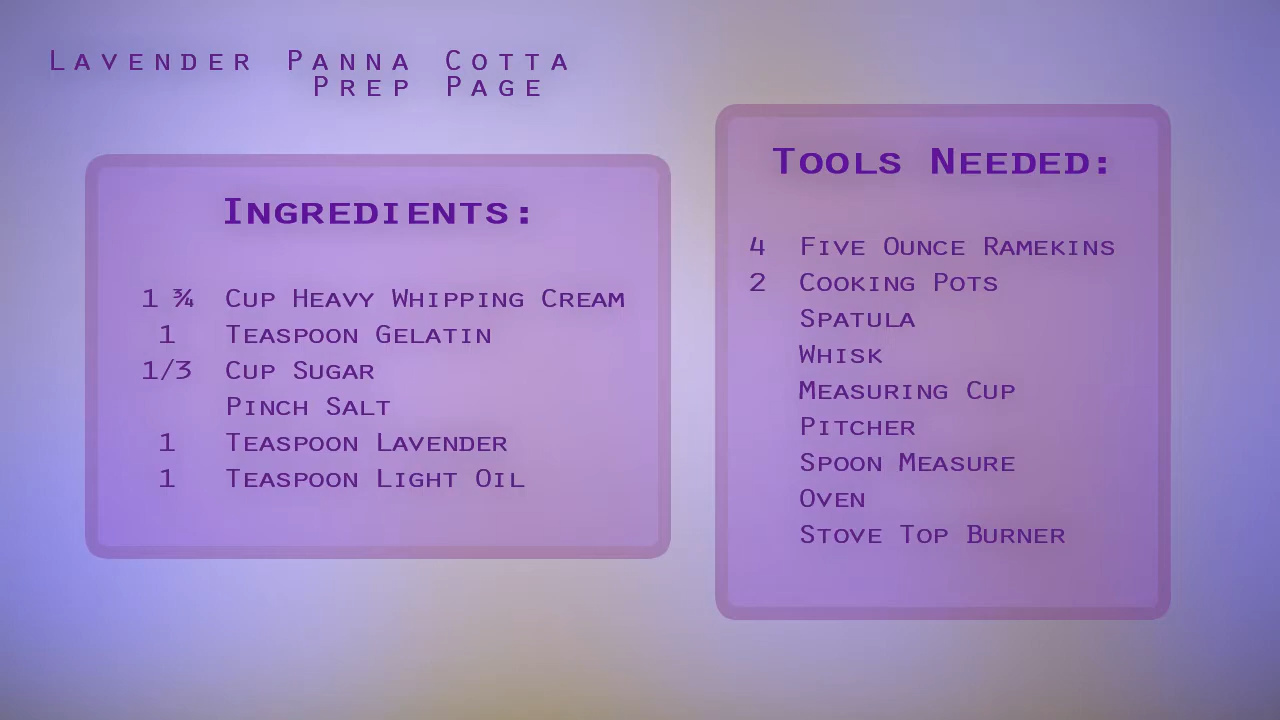 Lavender Panna Cotta
Prep Page
Ingredients:
1 ¾ Cup Heavy Whipping Cream
1 Teaspoon Gelatin
1/3 Cup Sugar
Pinch Salt
1 Teaspoon Lavender
1 Teaspoon Light Oil
Tools Needed:
4 Five Ounce Ramekins
2 Cooking Pots
Spatula
Whisk
Measuring Cup
Pitcher
Spoon Measure
Oven
Stove Top Burner